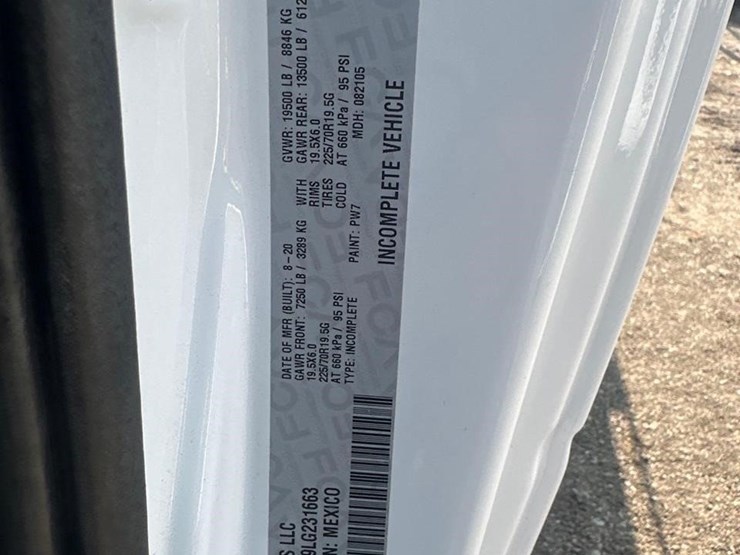 S LLC
9LG231663
N: MEXICO
DATE OF MFR (BUILT): 8-20 GVWR: 19500 LB / 8846 KG
GAWR FRONT: 7250 LB / 3289 KG WITH GAWR REAR: 13500 LB / 612
19.5X6.0 RIMS 19.5X6.0
225/70R19.5G TIRES 225/70R19.5G
AT 660 kPa / 95 PSI COLD AT 660 kPa / 95 PSI
TYPE: INCOMPLETE PAINT: PW7 MDH: 082105
INCOMPLETE VEHICLE